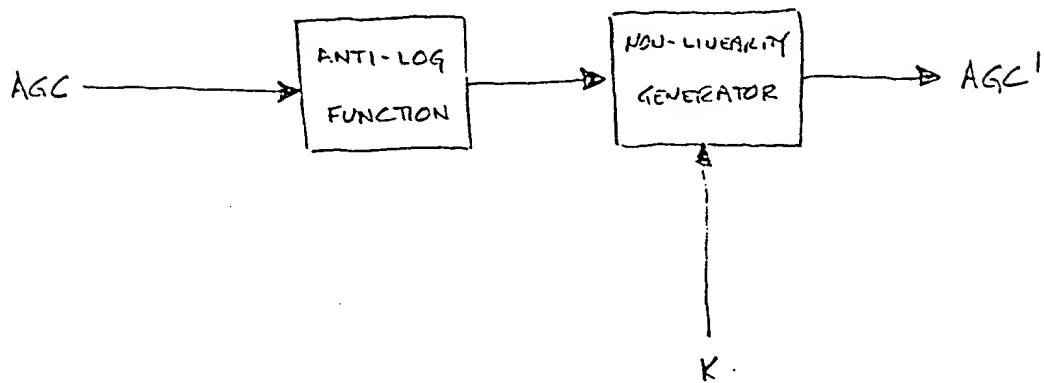 AGC
ANTI-LOG
FUNCTION
NON-LINEARITY
GENERATOR
AGC'
K.